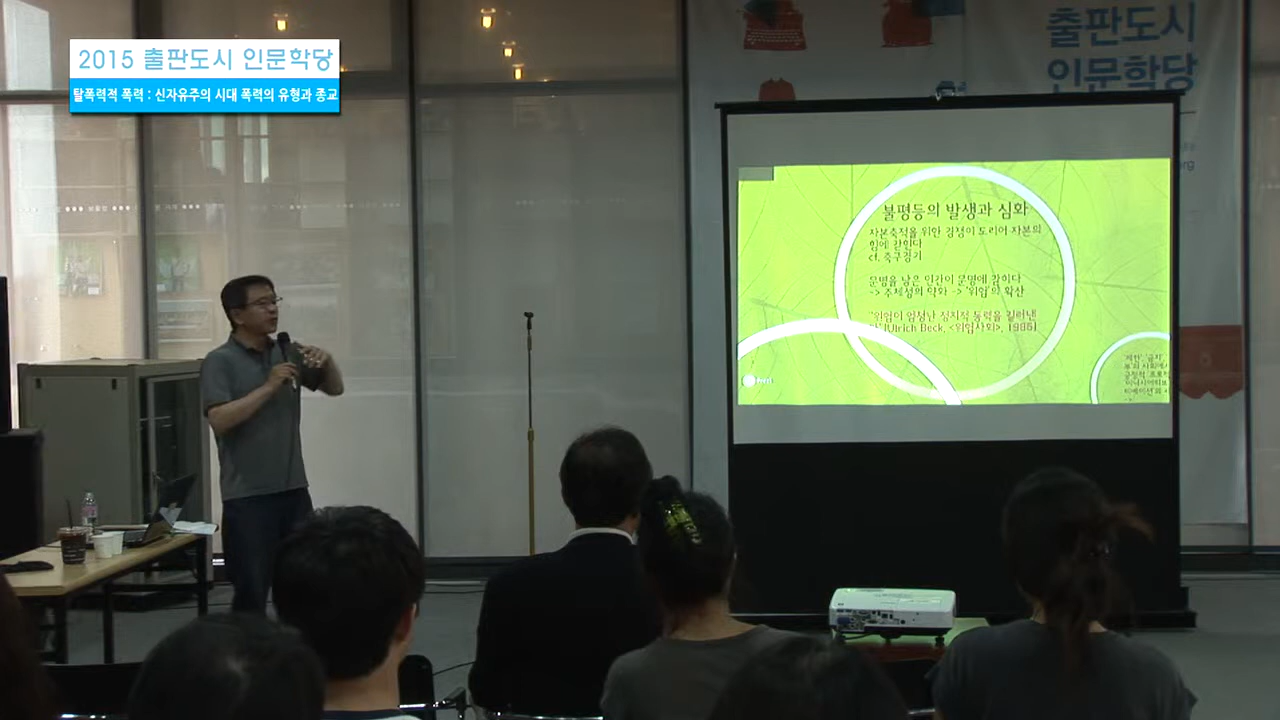 2015 출판도시 인문학당
탈폭력적 폭력 : 신자유주의 시대 폭력의 유형과 종교
출판도시
인문학당
불평등의 발생과 심화
자본축적을 위한 경쟁이 도리어 자본의
힘에 갇힌다
cf. 축구경기
문명을 낳은 인간이 문명에 갇히다
-> 주체성의 약화 -> '위험'의 확산
"위험이 엄청난 정치적 동력을
(Ulrich Beck, <위험사회>, 1986)
Prezi